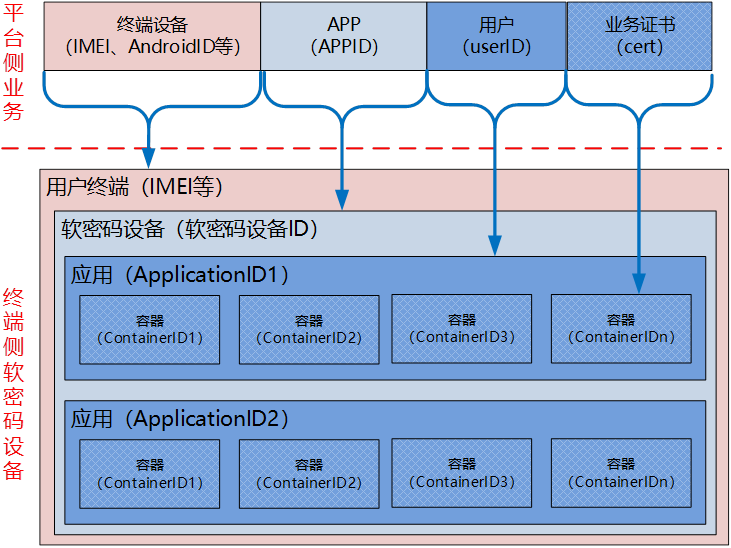 平台侧业务
终端设备
（IMEI、AndroidID等）
APP
（APPID）
用户
（userID）
业务证书
（cert）
终端侧软密码设备
用户终端（IMEI等）
软密码设备（软密码设备ID）
应用（ApplicationID1）
容器
（ContainerID1）
容器
（ContainerID2）
容器
（ContainerID3）
容器
（ContainerIDn）
应用（ApplicationID2）
容器
（ContainerID1）
容器
（ContainerID2）
容器
（ContainerID3）
容器
（ContainerIDn）